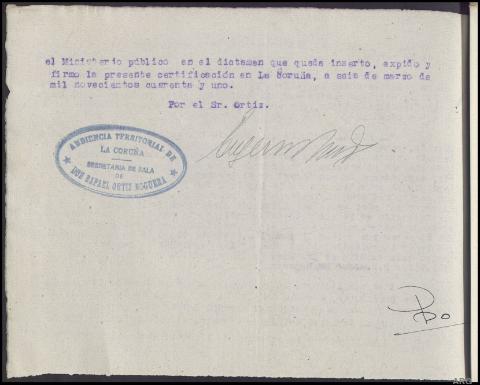 el Ministerio público en el dictamen que queda inserto, expido y
firmo la presente certificación en La Coruña, a seis de marzo de
mil novecientos cuarenta y uno.
Por el Sr. Ortiz.
AUDIENCIA TERRITORIAL DE
LA CORUÑA
SECRETARIA DE SALA
DE
DON RAFAEL ORTIZ NOGUERA